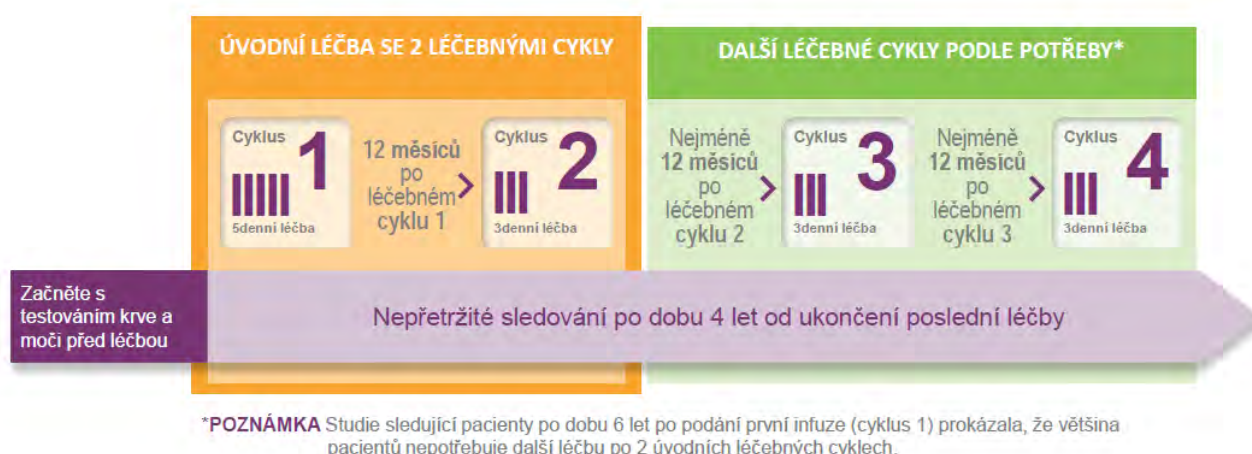 ÚVODNÍ LÉČBA SE 2 LÉČEBNÝMI CYKLY
DALŠÍ LÉČEBNÉ CYKLY PODLE POTŘEBY*
Cyklus 1
5denní léčba
12 měsíců
po
léčebném
cyklu 1
Cyklus 2
3denní léčba
Nejméně
12 měsíců
po
léčebném
cyklu 2
Cyklus 3
3denní léčba
Nejméně
12 měsíců
po
léčebném
cyklu 3
Cyklus 4
3denní léčba
Začněte s
testováním krve a
moči před léčbou
Nepřetržité sledování po dobu 4 let od ukončení poslední léčby
*POZNÁMKA Studie sledující pacienty po dobu 6 let po podání první infuze (cyklus 1) prokázala, že většina
pacientů nepotřebuje další léčbu po 2 úvodních léčebných cyklech.